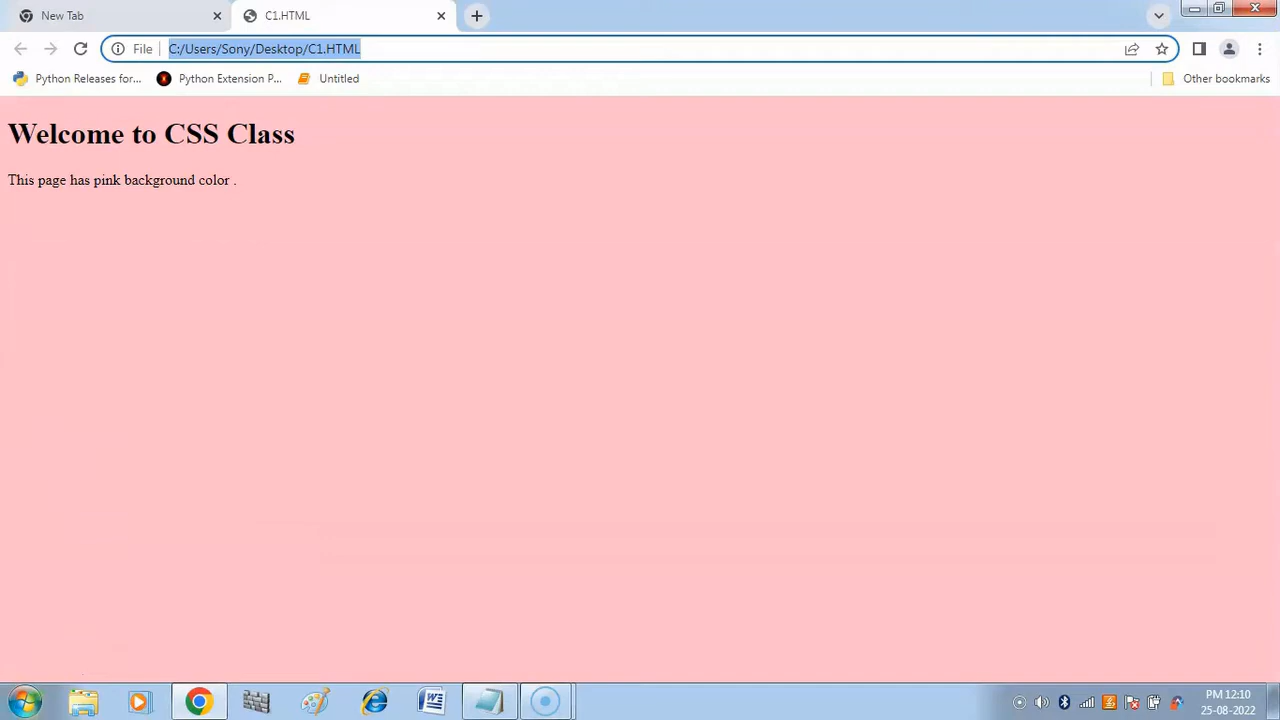 New Tab
C1.HTML
File
C:/Users/Sony/Desktop/C1.HTML
Python Releases for...
Python Extension P...
Untitled
Other bookmarks
Welcome to CSS Class
This page has pink background color .
PM 12:10
25-08-2022